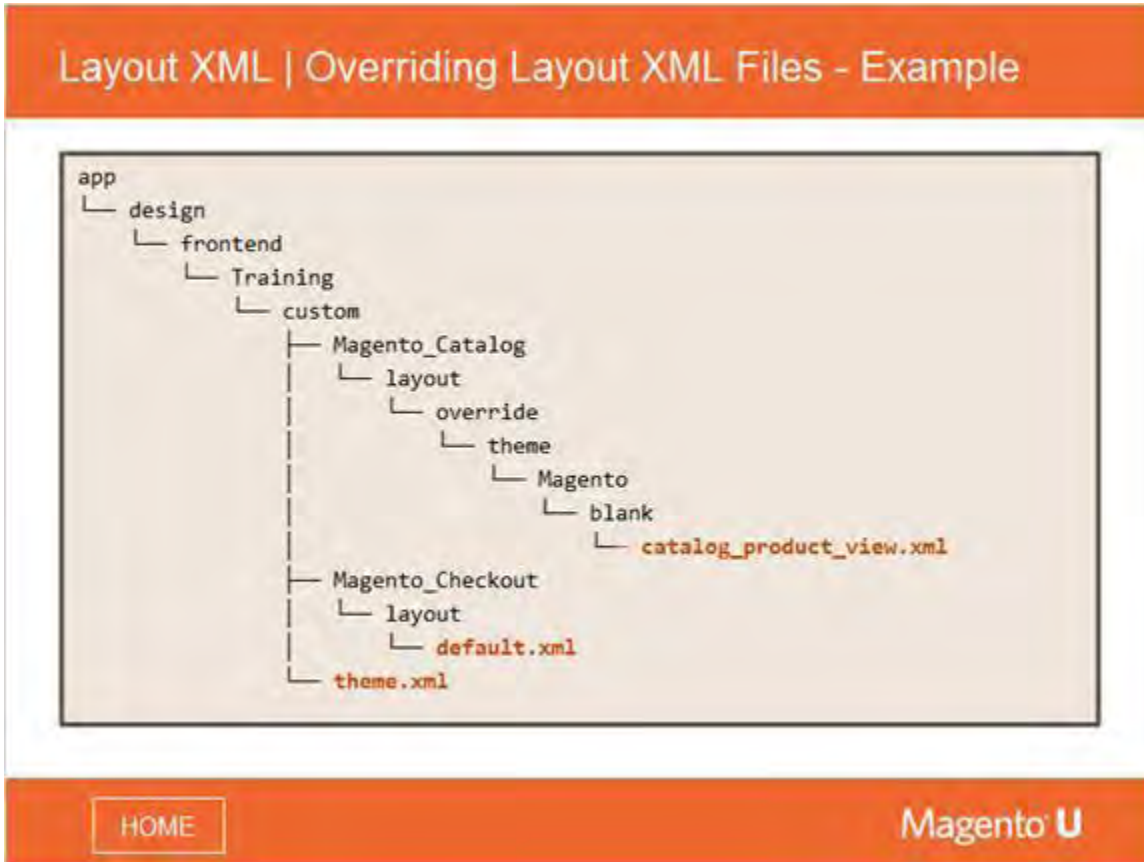 Layout XML | Overriding Layout XML Files - Example
app
└── design
└── frontend
└── Training
└── custom
├── Magento_Catalog
│ └── layout
│ └── override
│ └── theme
│ └── Magento
│ └── blank
│ └── catalog_product_view.xml
├── Magento_Checkout
│ └── layout
│ └── default.xml
└── theme.xml
HOME
Magento U